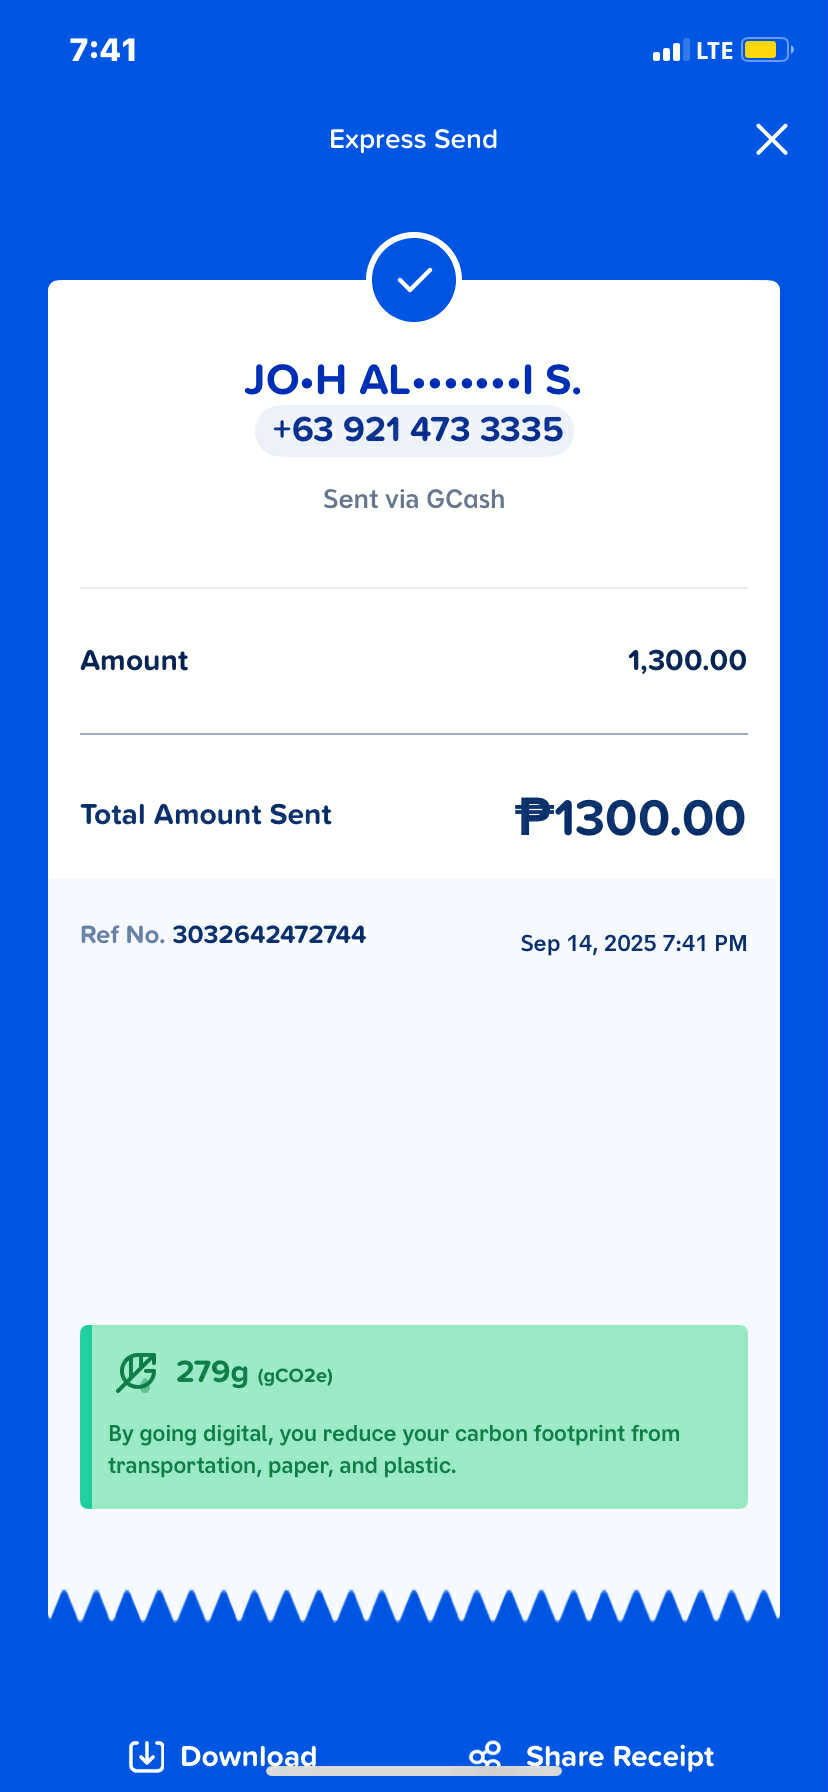 7:41
LTE
Express Send
JO•H AL•••••••I S.
+63 921 473 3335
Sent via GCash
Amount 1,300.00
Total Amount Sent ₱1300.00
Ref No. 3032642472744 Sep 14, 2025 7:41 PM
279g (gCO2e)
By going digital, you reduce your carbon footprint from
transportation, paper, and plastic.
Download Share Receipt